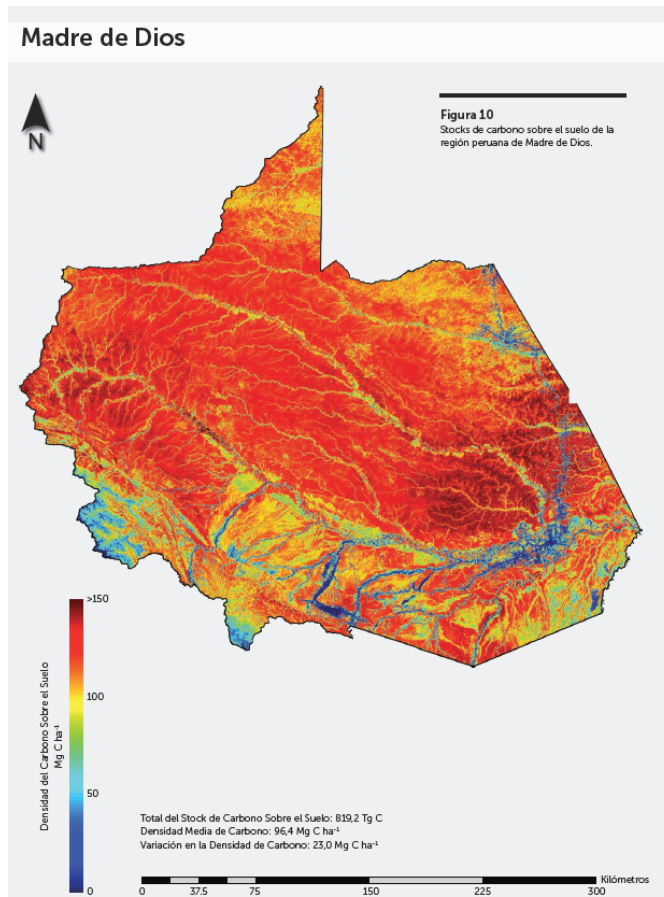 Madre de Dios
N
Figura 10
Stocks de carbono sobre el suelo de la
región peruana de Madre de Dios.
Densidad del Carbono Sobre el Suelo
Mg C ha⁻¹
>150
100
50
0
Total del Stock de Carbono Sobre el Suelo: 819,2 Tg C
Densidad Media de Carbono: 96,4 Mg C ha⁻¹
Variación en la Densidad de Carbono: 23,0 Mg C ha⁻¹
Kilómetros
0 37.5 75 150 225 300